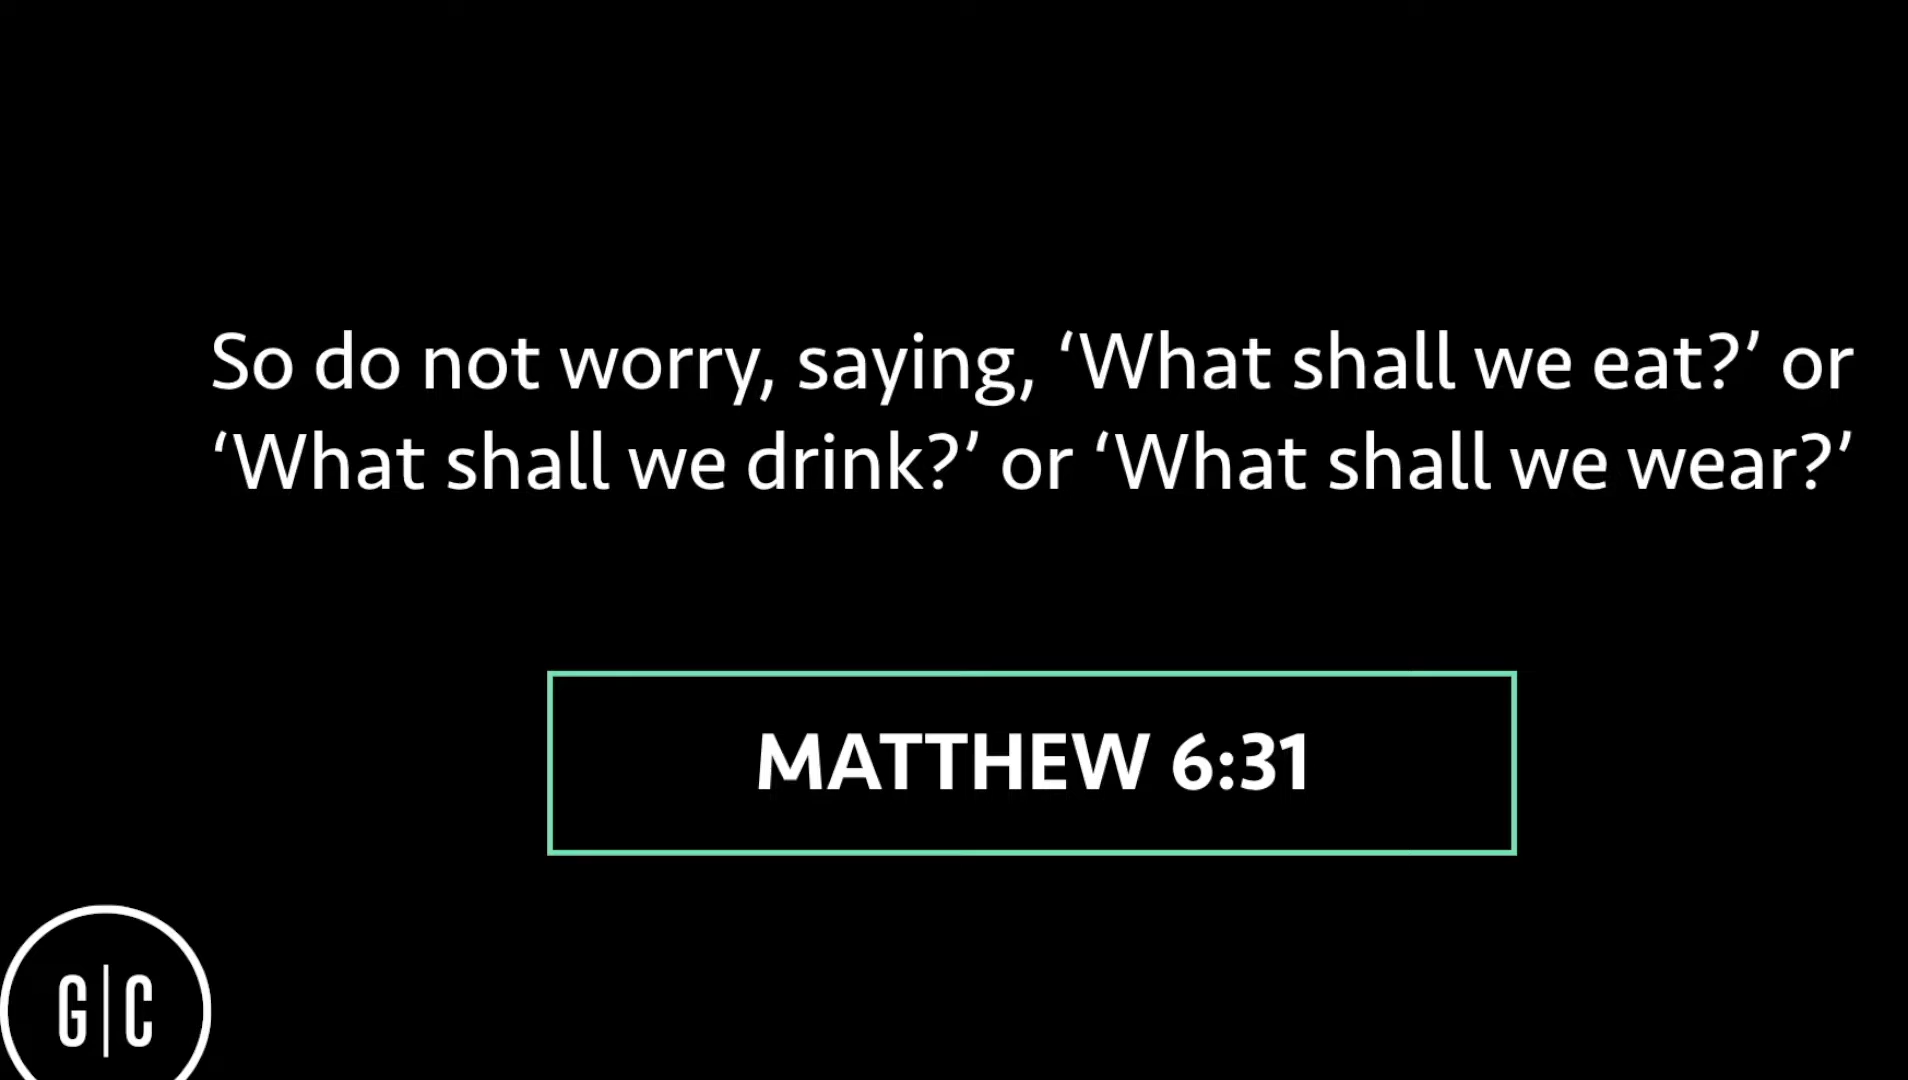 So do not worry, saying, ‘What shall we eat?’ or
‘What shall we drink?’ or ‘What shall we wear?’
MATTHEW 6:31
G|C